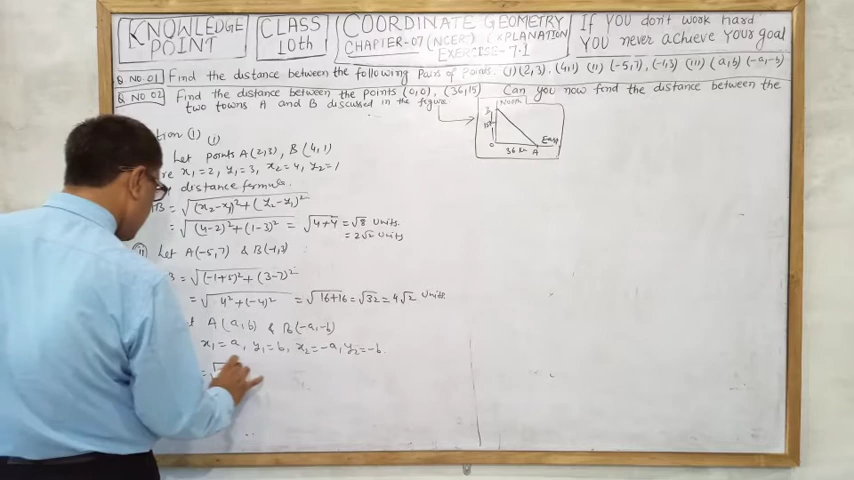 KNOWLEDGE POINT
CLASS 10th
COORDINATE GEOMETRY
CHAPTER-07 (NCERT) EXPLANATION
EXERCISE-7.1
If You don't work hard
You never achieve Your goal
Q NO.01 Find the distance between the following Pairs of Points. (i) (2,3), (4,1) (ii) (-5,7), (-1,3) (iii) (a,b) (-a,-b)
Q NO.02 Find the distance between the points (0,0), (36,15) Can you now find the distance between the
two towns A and B discussed in the figure
North
East
36 km A
tion (i) (i)
Let points A(2,3), B(4,1)
re x₁=2, y₁=3, x₂=4, y₂=1
distance formula.
B = √(x₂-x₁)²+(y₂-y₁)²
= √(4-2)²+(1-3)² = √4+4 = √8 Units.
= 2√2 Units
(ii) Let A(-5,7) & B(-1,3)
B = √(-1+5)²+(3-7)²
= √4²+(-4)² = √16+16 = √32 = 4√2 Units.
A(a,b) & B(-a,-b)
x₁=a, y₁=b, x₂=-a, y₂=-b.
= √